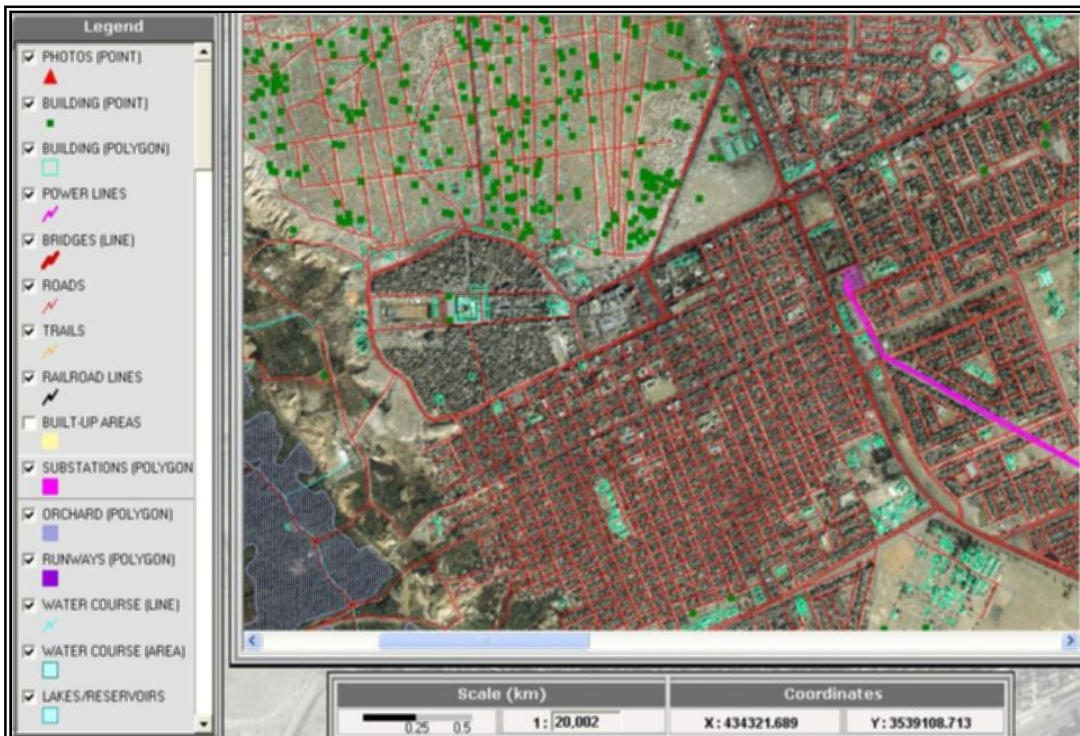 Legend
PHOTOS (POINT)
BUILDING (POINT)
BUILDING (POLYGON)
POWER LINES
BRIDGES (LINE)
ROADS
TRAILS
RAILROAD LINES
BUILT-UP AREAS
SUBSTATIONS (POLYGON
ORCHARD (POLYGON)
RUNWAYS (POLYGON)
WATER COURSE (LINE)
WATER COURSE (AREA)
LAKES/RESERVOIRS
Scale (km) Coordinates
0.25 0.5 1: 20,002 X: 434321.689 Y: 3539108.713